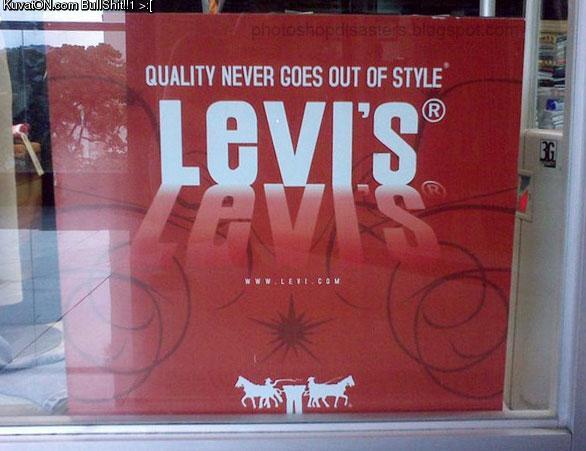 KuvatON.com BullShit!!1 >:[
photoshopdisasters.blogspot.com
QUALITY NEVER GOES OUT OF STYLE®
LEVI'S®
LEVI'S®
WWW.LEVI.COM
3G